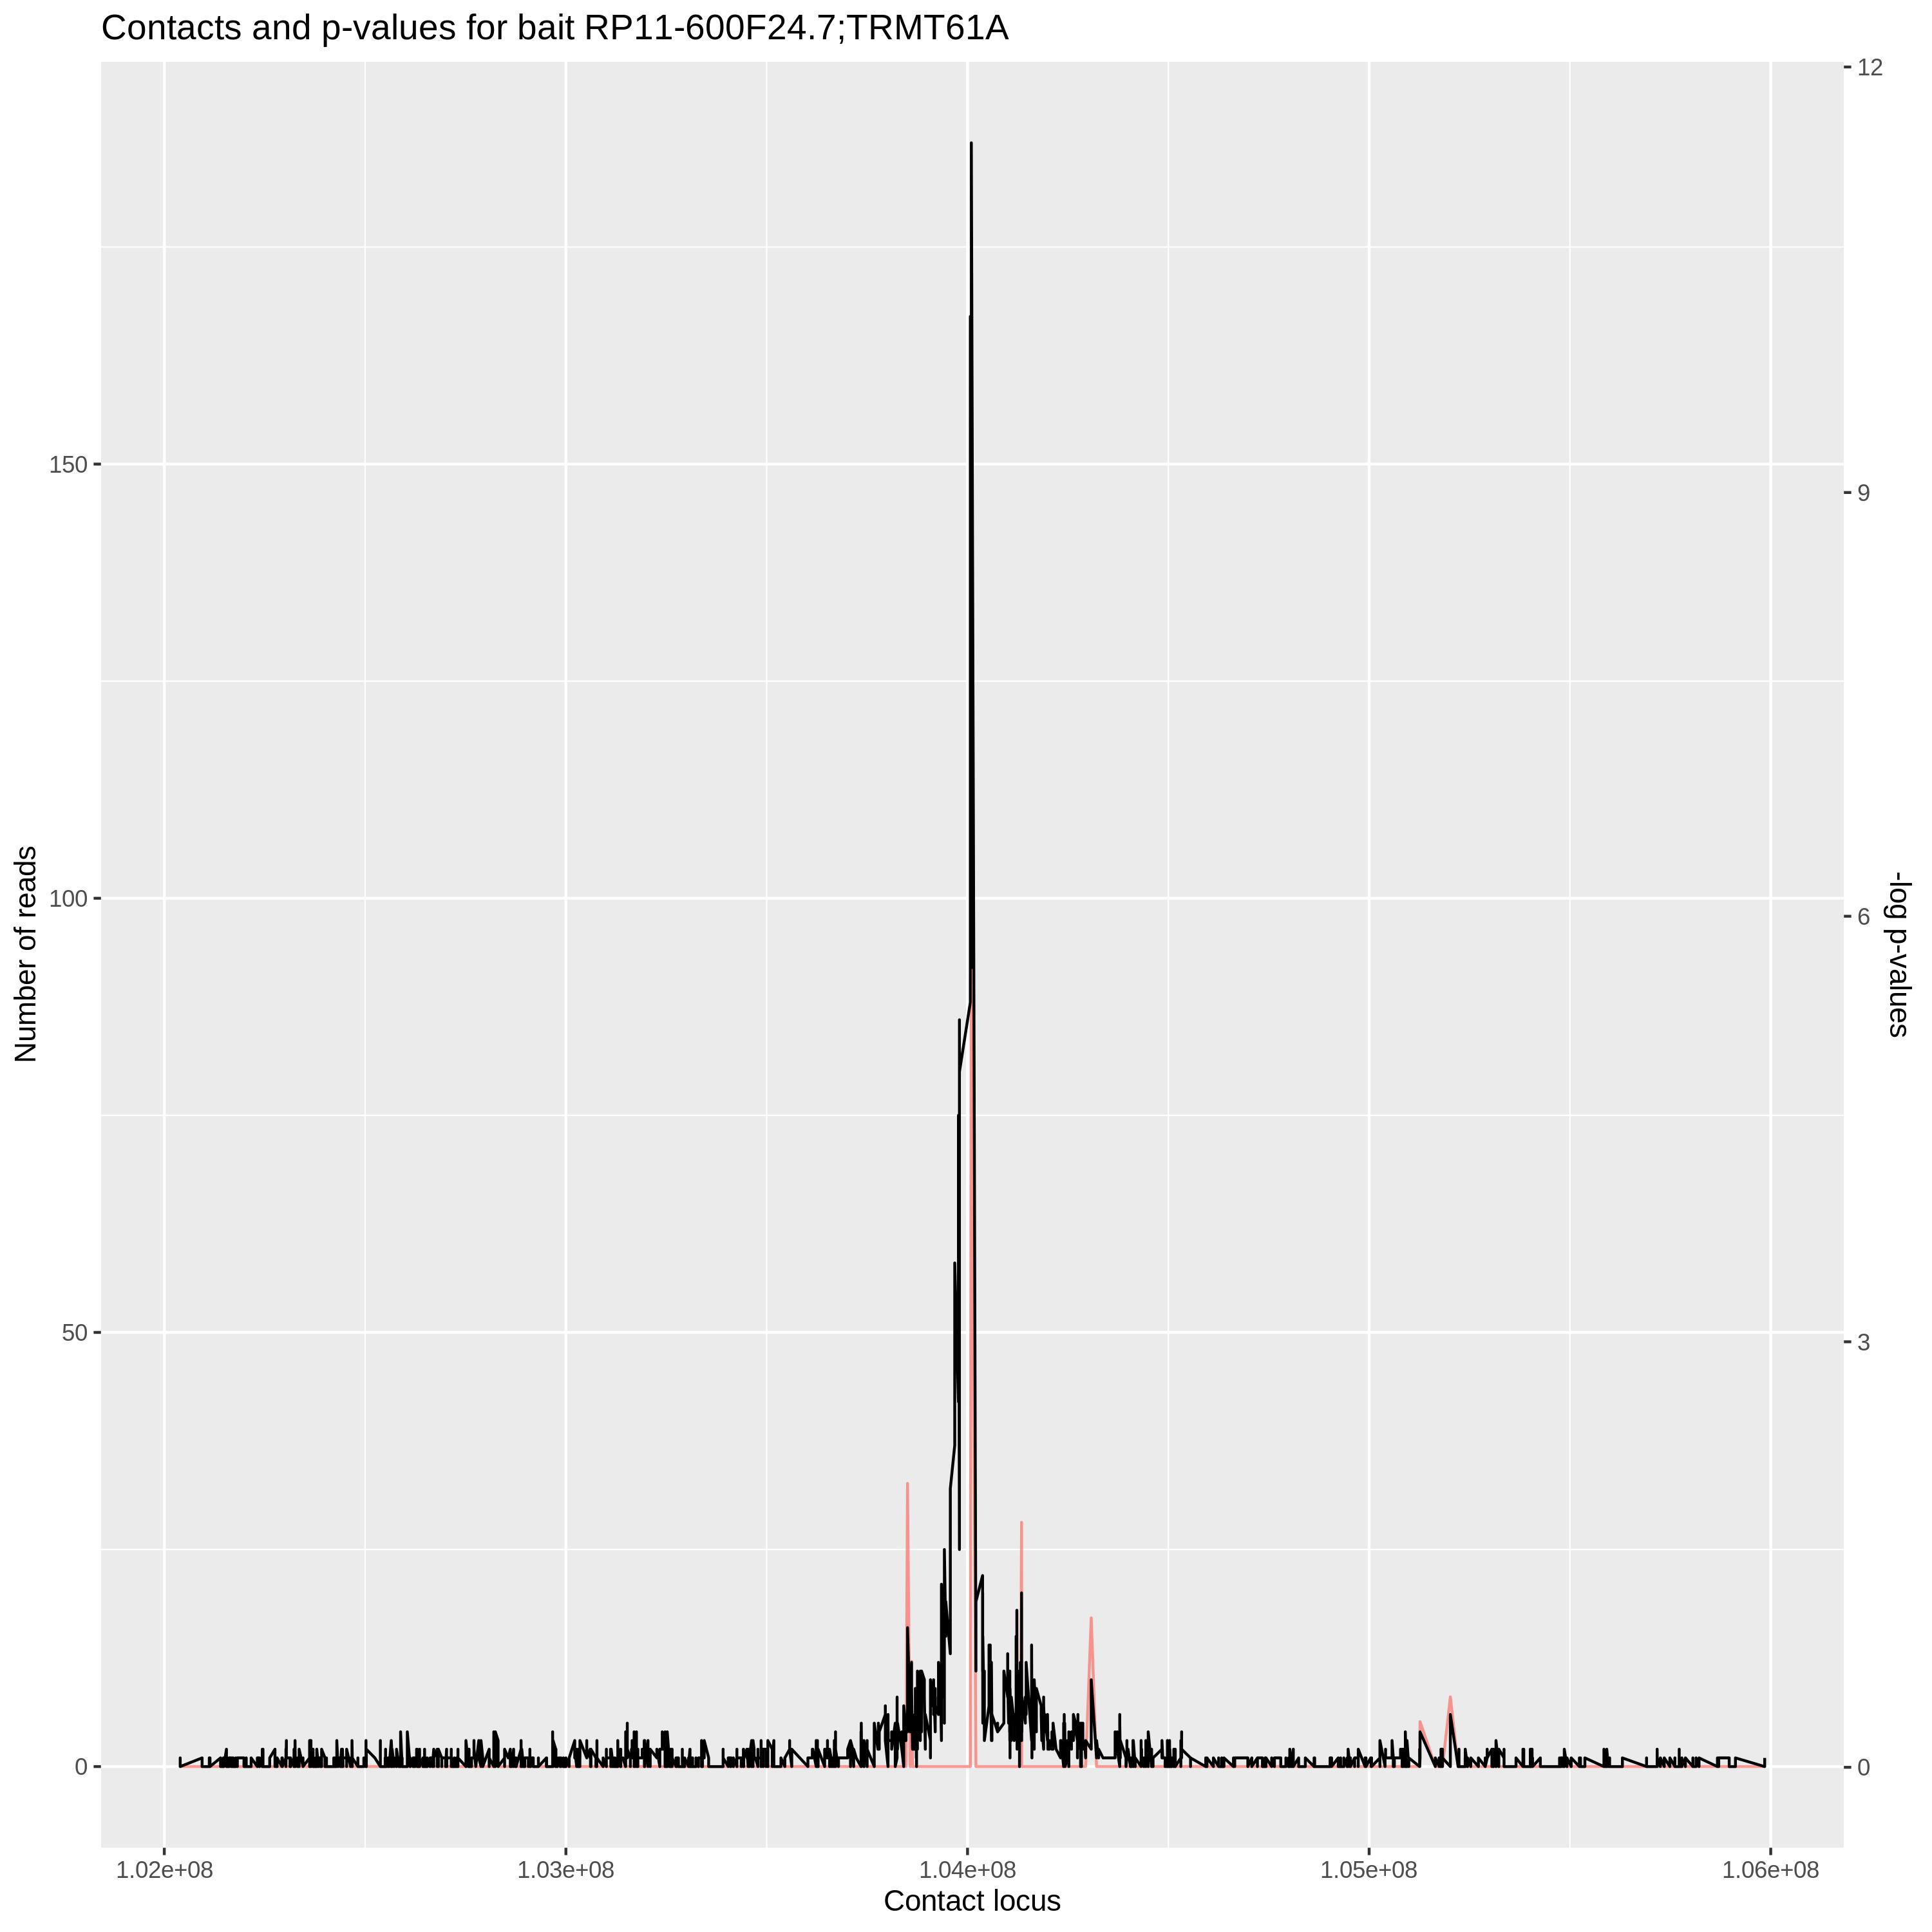 Contacts and p-values for bait RP11-600F24.7;TRMT61A
Number of reads
150
100
50
0
12
9
6
3
0
-log p-values
1.02e+08
1.03e+08
1.04e+08
1.05e+08
1.06e+08
Contact locus